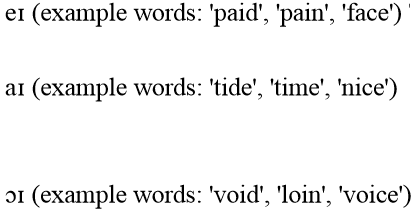 eɪ (example words: 'paid', 'pain', 'face') '
aɪ (example words: 'tide', 'time', 'nice')
ɔɪ (example words: 'void', 'loin', 'voice')